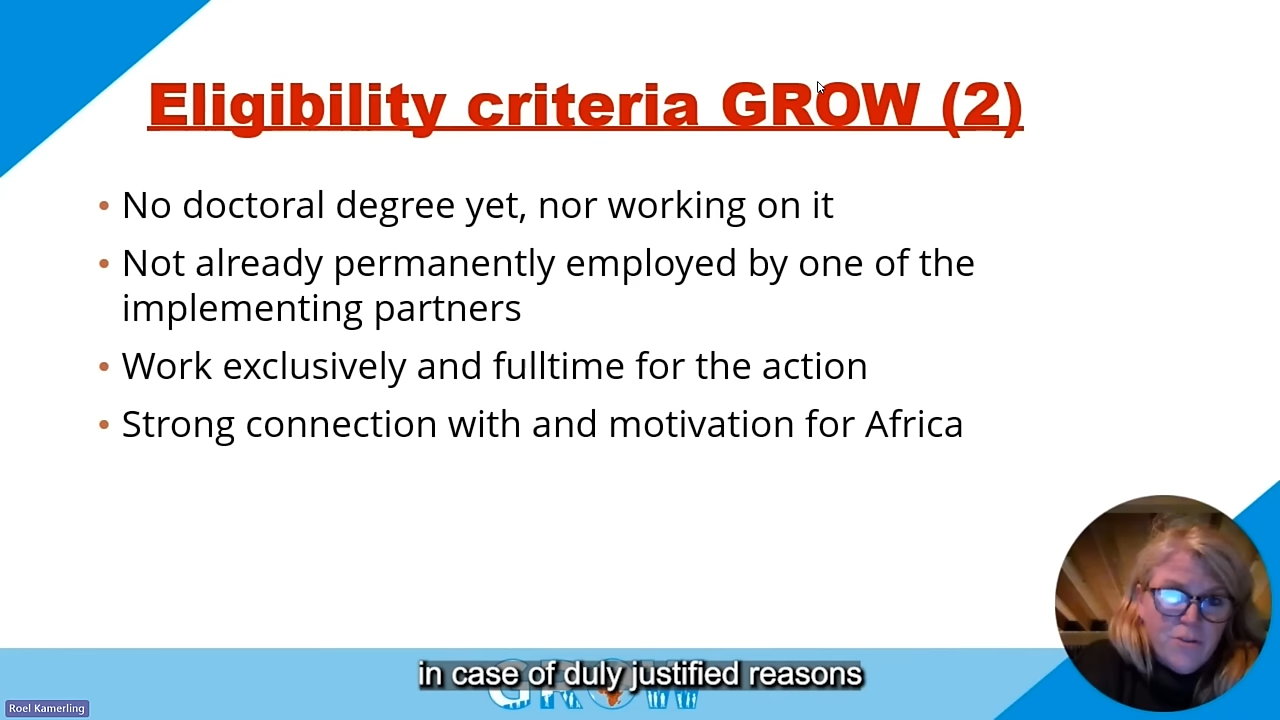 Eligibility criteria GROW (2)
• No doctoral degree yet, nor working on it
• Not already permanently employed by one of the
implementing partners
• Work exclusively and fulltime for the action
• Strong connection with and motivation for Africa
in case of duly justified reasons
GROW
Roel Kamerling